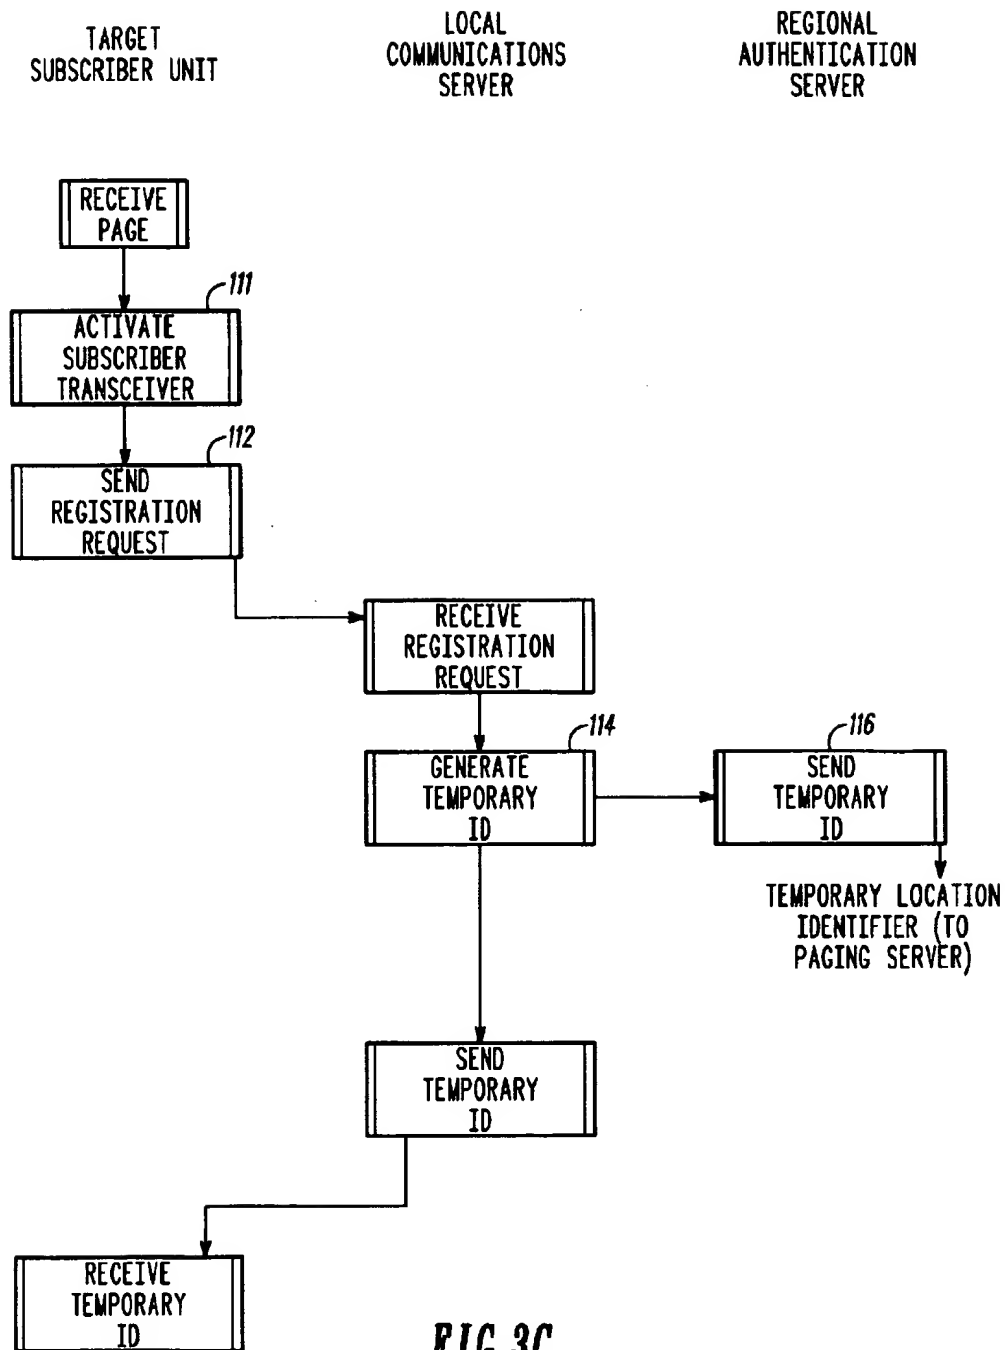 TARGET
SUBSCRIBER UNIT
LOCAL
COMMUNICATIONS
SERVER
REGIONAL
AUTHENTICATION
SERVER
RECEIVE
PAGE
111
ACTIVATE
SUBSCRIBER
TRANSCEIVER
112
SEND
REGISTRATION
REQUEST
RECEIVE
REGISTRATION
REQUEST
114
GENERATE
TEMPORARY
ID
116
SEND
TEMPORARY
ID
TEMPORARY LOCATION
IDENTIFIER (TO
PAGING SERVER)
SEND
TEMPORARY
ID
RECEIVE
TEMPORARY
ID
FIG.3C